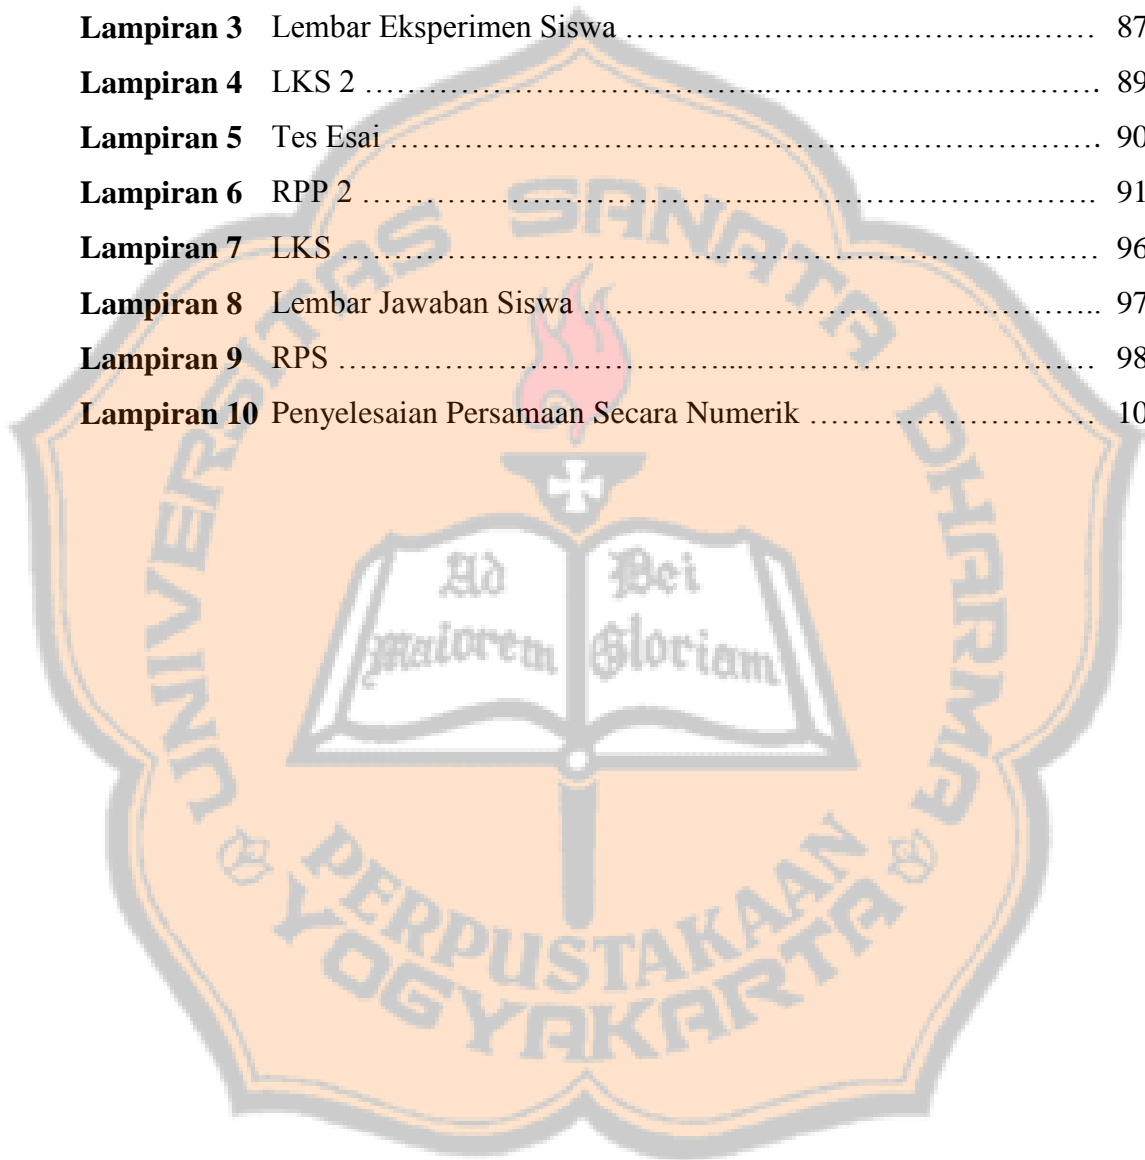 Lampiran 3 Lembar Eksperimen Siswa ……………………………...…… 87
Lampiran 4 LKS 2 ……………………………...………………………. 89
Lampiran 5 Tes Esai ………………………………………………………. 90
Lampiran 6 RPP 2 ……………………………...………………………. 91
Lampiran 7 LKS ………………………………………………………… 96
Lampiran 8 Lembar Jawaban Siswa ……………………………...……….. 97
Lampiran 9 RPS ……………………………...………………………… 98
Lampiran 10 Penyelesaian Persamaan Secara Numerik ……………………. 10
UNIVERSITAS SANATA DHARMA
Ad Dei
maiorem Gloriam
PERPUSTAKAAN
YOGYAKARTA